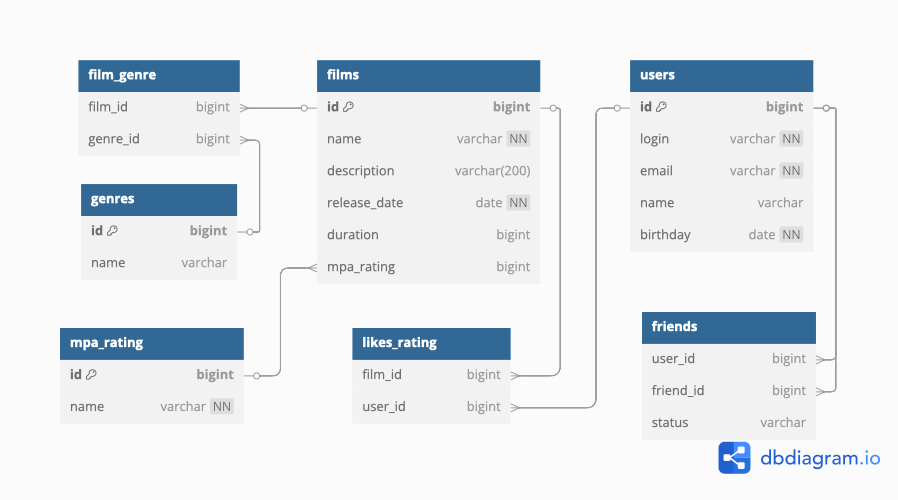 film_genre
film_id bigint
genre_id bigint
films
id bigint
name varchar NN
description varchar(200)
release_date date NN
duration bigint
mpa_rating bigint
users
id bigint
login varchar NN
email varchar NN
name varchar
birthday date NN
genres
id bigint
name varchar
mpa_rating
id bigint
name varchar NN
likes_rating
film_id bigint
user_id bigint
friends
user_id bigint
friend_id bigint
status varchar
dbdiagram.io